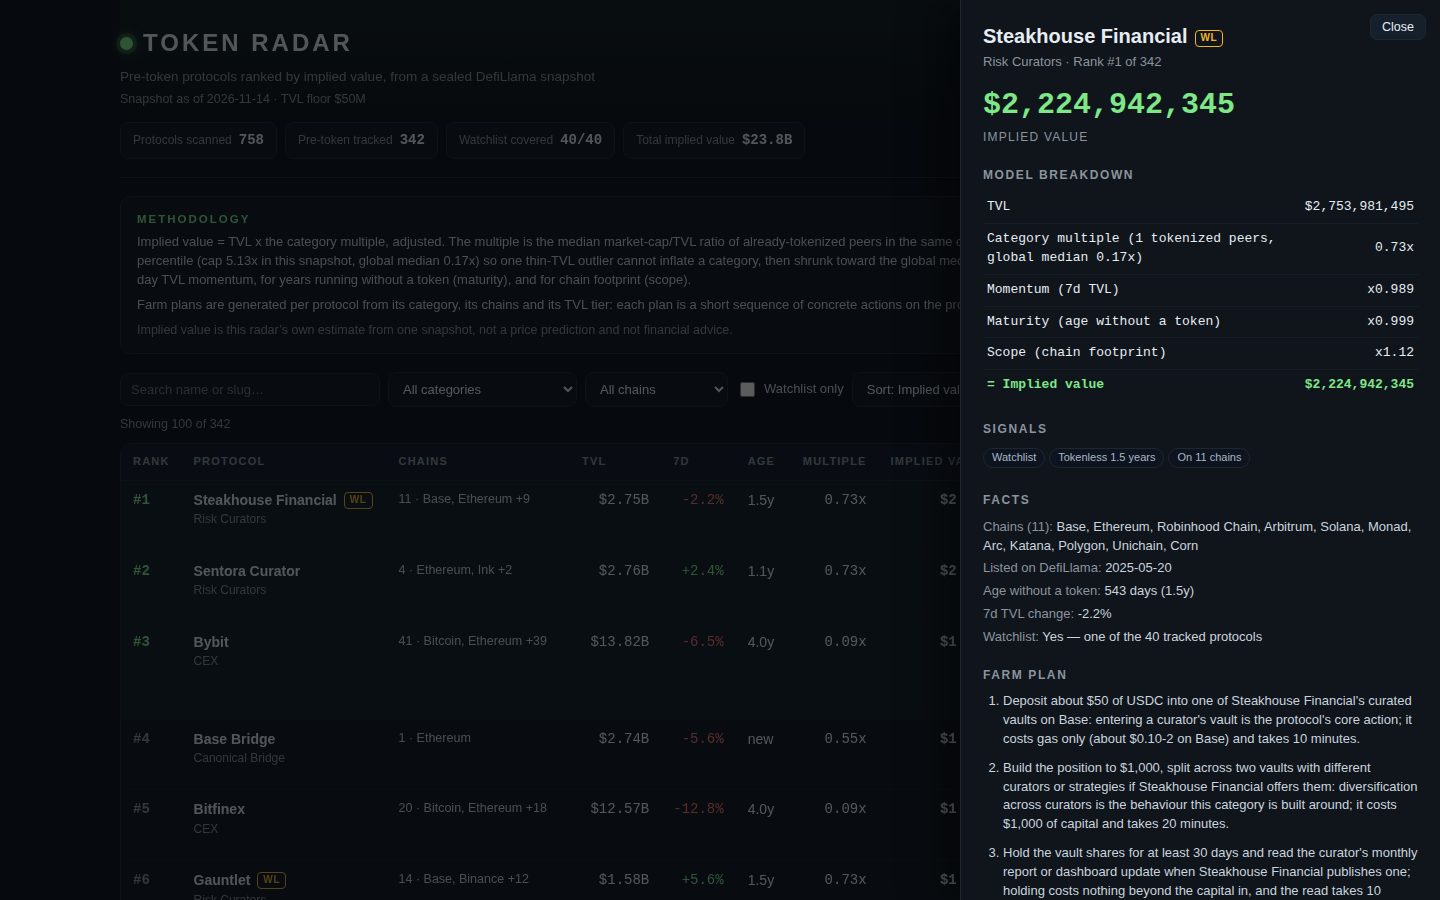 TOKEN RADAR
Pre-token protocols ranked by implied value, from a sealed DefiLlama snapshot
Snapshot as of 2026-11-14 · TVL floor $50M
Protocols scanned 758
Pre-token tracked 342
Watchlist covered 40/40
Total implied value $23.8B
METHODOLOGY
Implied value = TVL x the category multiple, adjusted. The multiple is the median market-cap/TVL ratio of already-tokenized peers in the same
percentile (cap 5.13x in this snapshot, global median 0.17x) so one thin-TVL outlier cannot inflate a category, then shrunk toward the global
day TVL momentum, for years running without a token (maturity), and for chain footprint (scope).
Farm plans are generated per protocol from its category, its chains and its TVL tier: each plan is a short sequence of concrete actions on the
Implied value is this radar's own estimate from one snapshot, not a price prediction and not financial advice.
Search name or slug…
All categories
All chains
Watchlist only
Sort: Implied val
Showing 100 of 342
RANK PROTOCOL CHAINS TVL 7D AGE MULTIPLE IMPLIED VA
#1 Steakhouse Financial WL 11 · Base, Ethereum +9 $2.75B -2.2% 1.5y 0.73x $2
Risk Curators
#2 Sentora Curator 4 · Ethereum, Ink +2 $2.76B +2.4% 1.1y 0.73x $2
Risk Curators
#3 Bybit 41 · Bitcoin, Ethereum +39 $13.82B -6.5% 4.0y 0.09x $1
CEX
#4 Base Bridge 1 · Ethereum $2.74B -5.6% new 0.55x $1
Canonical Bridge
#5 Bitfinex 20 · Bitcoin, Ethereum +18 $12.57B -12.8% 4.0y 0.09x $1
CEX
#6 Gauntlet WL 14 · Base, Binance +12 $1.58B +5.6% 1.5y 0.73x $1
Risk Curators
Close
Steakhouse Financial WL
Risk Curators · Rank #1 of 342
$2,224,942,345
IMPLIED VALUE
MODEL BREAKDOWN
TVL $2,753,981,495
Category multiple (1 tokenized peers,
global median 0.17x) 0.73x
Momentum (7d TVL) x0.989
Maturity (age without a token) x0.999
Scope (chain footprint) x1.12
= Implied value $2,224,942,345
SIGNALS
Watchlist
Tokenless 1.5 years
On 11 chains
FACTS
Chains (11): Base, Ethereum, Robinhood Chain, Arbitrum, Solana, Monad,
Arc, Katana, Polygon, Unichain, Corn
Listed on DefiLlama: 2025-05-20
Age without a token: 543 days (1.5y)
7d TVL change: -2.2%
Watchlist: Yes — one of the 40 tracked protocols
FARM PLAN
1. Deposit about $50 of USDC into one of Steakhouse Financial's curated
vaults on Base: entering a curator's vault is the protocol's core action; it
costs gas only (about $0.10-2 on Base) and takes 10 minutes.
2. Build the position to $1,000, split across two vaults with different
curators or strategies if Steakhouse Financial offers them: diversification
across curators is the behaviour this category is built around; it costs
$1,000 of capital and takes 20 minutes.
3. Hold the vault shares for at least 30 days and read the curator's monthly
report or dashboard update when Steakhouse Financial publishes one;
holding costs nothing beyond the capital in, and the read takes 10